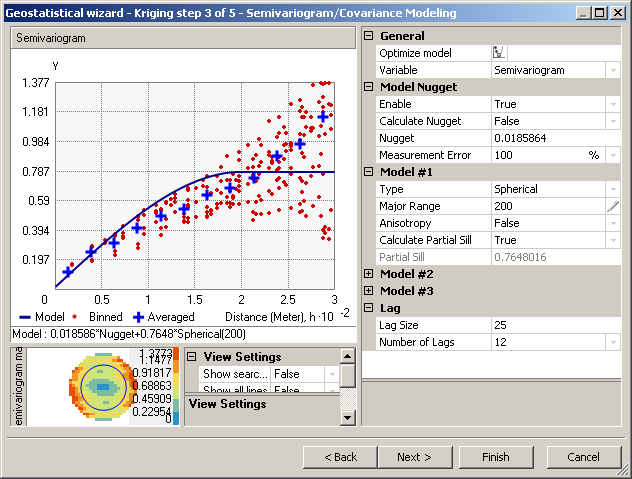 Geostatistical wizard - Kriging step 3 of 5 - Semivariogram/Covariance Modeling
Semivariogram
γ
1.377
1.181
0.984
0.787
0.59
0.394
0.197
0 0.5 1 1.5 2 2.5 3
Model Binned Averaged Distance (Meter), h ·10 -2
Model : 0.018586*Nugget+0.7648*Spherical(200)
emivariogram ma
1.3773
1.1477
0.91817
0.68863
0.45909
0.22954
0
View Settings
Show searc... False
Show all lines False
View Settings
General
Optimize model
Variable Semivariogram
Model Nugget
Enable True
Calculate Nugget False
Nugget 0.0185864
Measurement Error 100 %
Model #1
Type Spherical
Major Range 200
Anisotropy False
Calculate Partial Sill True
Partial Sill 0.7648016
Model #2
Model #3
Lag
Lag Size 25
Number of Lags 12
< Back Next > Finish Cancel